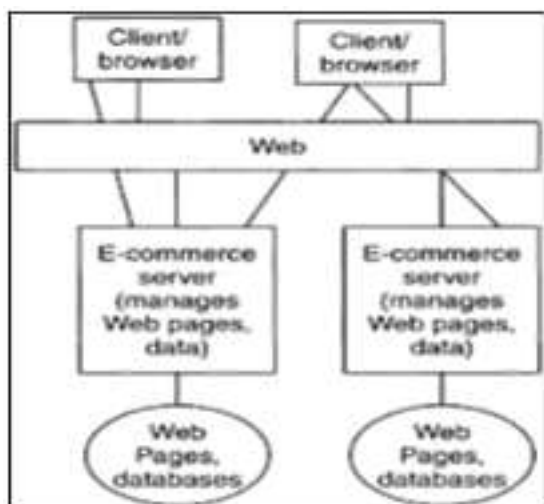 Client/
browser
Client/
browser
Web
E-commerce
server
(manages
Web pages,
data)
E-commerce
server
(manages
Web pages,
data)
Web
Pages,
databases
Web
Pages,
databases